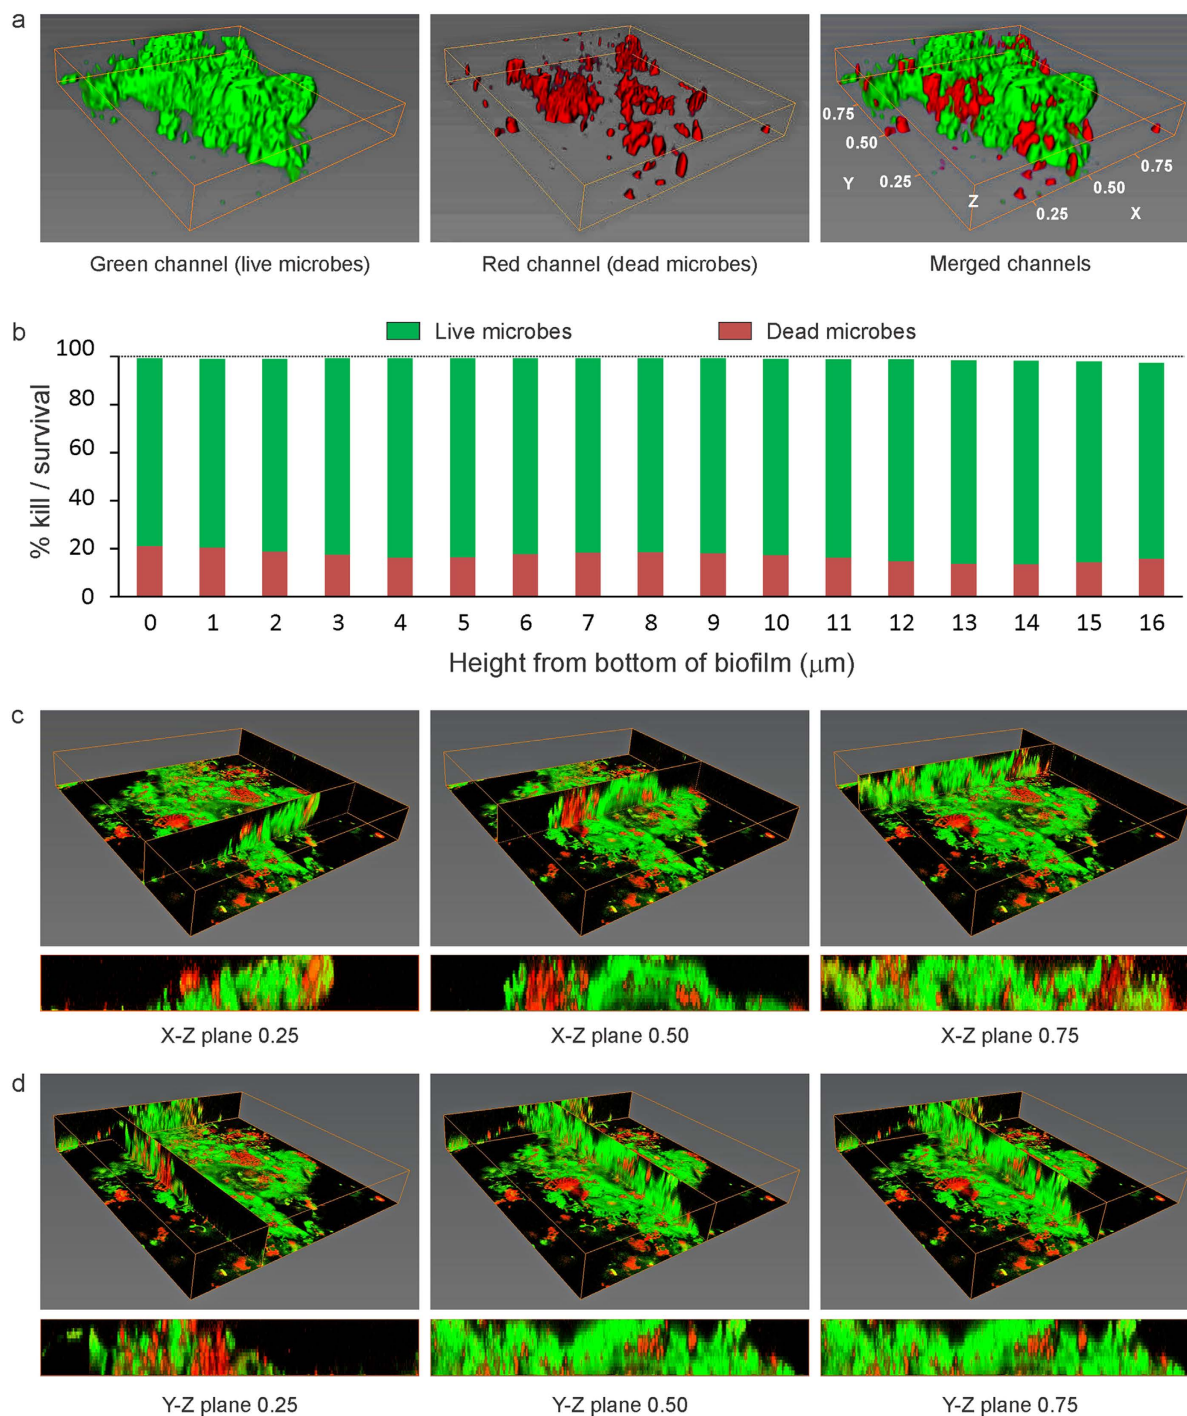 a
0.75
0.50
Y
0.25
Z
0.25
0.50
0.75
X
Green channel (live microbes)
Red channel (dead microbes)
Merged channels
b
Live microbes
Dead microbes
100
80
60
40
20
0
% kill / survival
0 1 2 3 4 5 6 7 8 9 10 11 12 13 14 15 16
Height from bottom of biofilm (μm)
c
X-Z plane 0.25
X-Z plane 0.50
X-Z plane 0.75
d
Y-Z plane 0.25
Y-Z plane 0.50
Y-Z plane 0.75